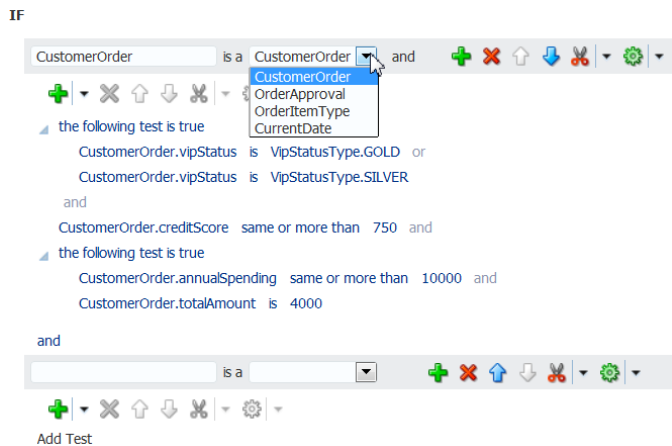 IF
CustomerOrder is a CustomerOrder and
CustomerOrder
OrderApproval
OrderItemType
CurrentDate
the following test is true
CustomerOrder.vipStatus is VipStatusType.GOLD or
CustomerOrder.vipStatus is VipStatusType.SILVER
and
CustomerOrder.creditScore same or more than 750 and
the following test is true
CustomerOrder.annualSpending same or more than 10000 and
CustomerOrder.totalAmount is 4000
and
is a
Add Test